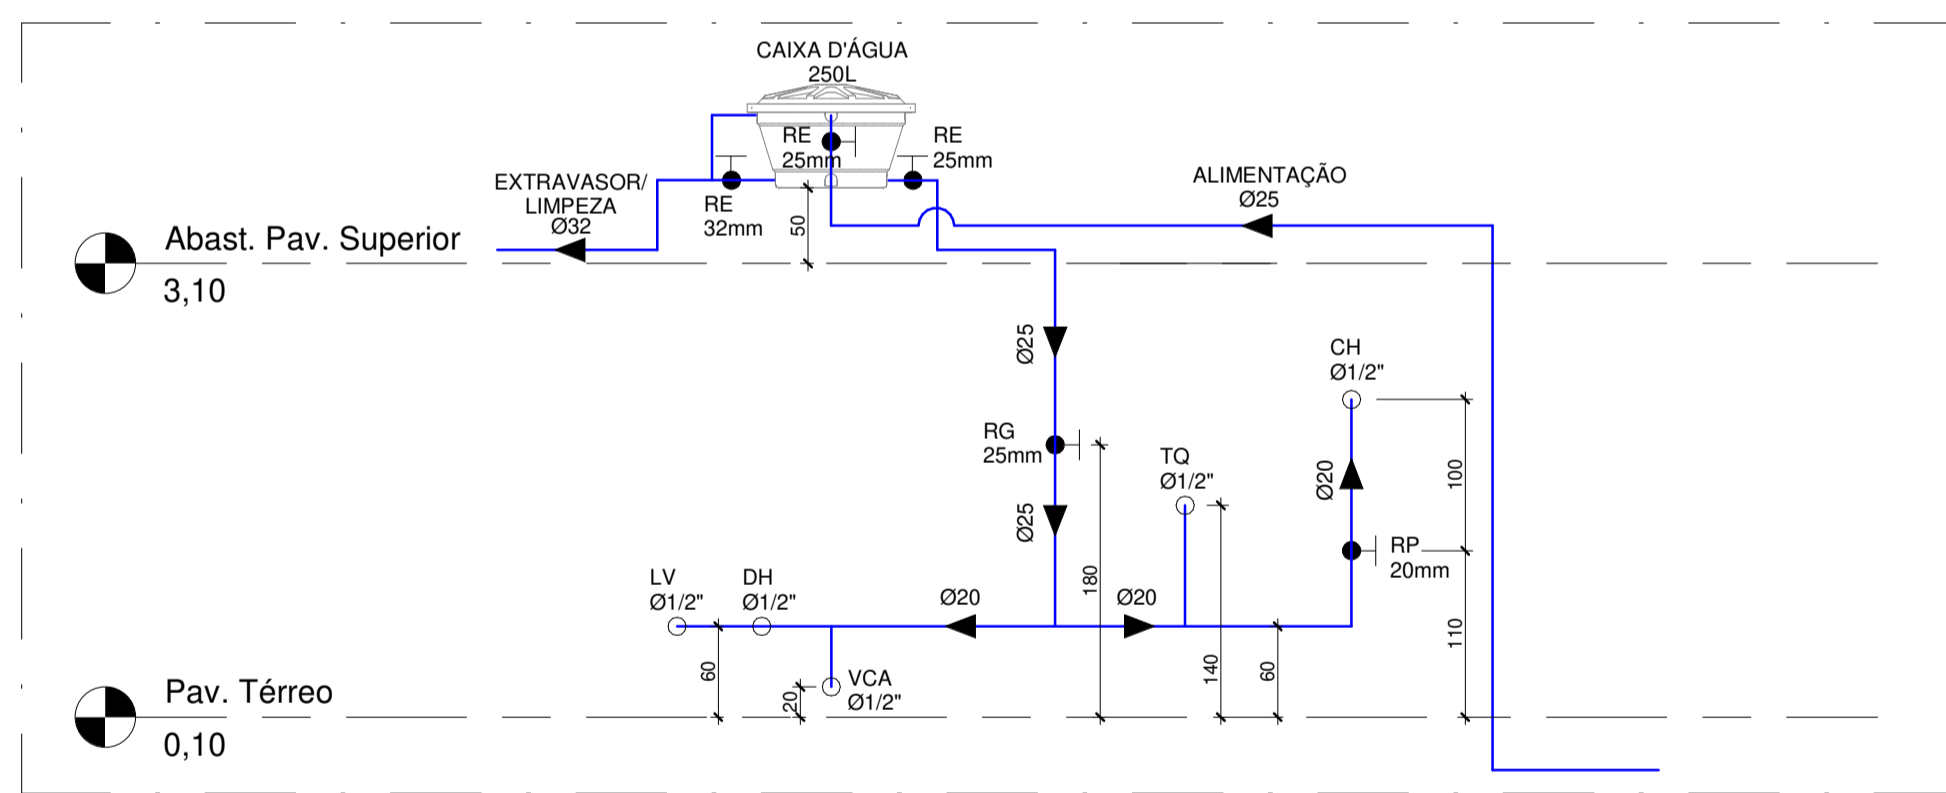 CAIXA D'ÁGUA
250L
RE
25mm
RE
25mm
EXTRAVASOR/
LIMPEZA
Ø32
RE
32mm
50
ALIMENTAÇÃO
Ø25
Abast. Pav. Superior
3,10
Ø25
CH
Ø1/2"
RG
25mm
TQ
Ø1/2"
Ø20
100
Ø25
RP
20mm
LV
Ø1/2"
DH
Ø1/2"
Ø20
180
Ø20
110
60
140
60
VCA
Ø1/2"
20
Pav. Térreo
0,10